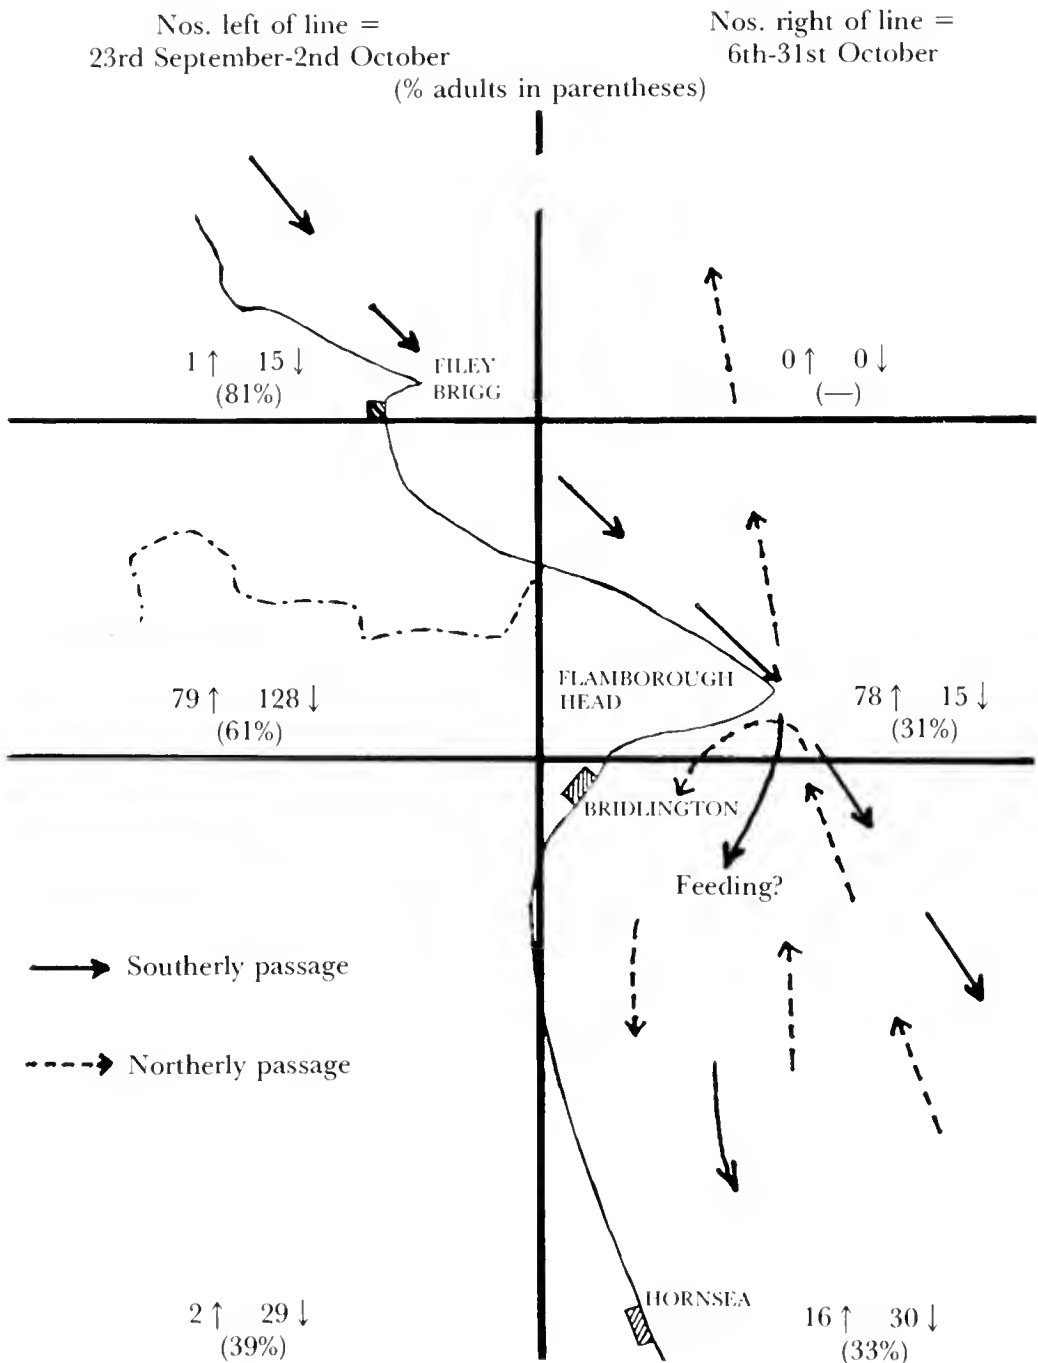 Nos. left of line =
23rd September-2nd October
Nos. right of line =
6th-31st October
(% adults in parentheses)
1 ↑ 15 ↓
(81%)
FILEY
BRIGG
0 ↑ 0 ↓
(—)
FLAMBOROUGH
HEAD
79 ↑ 128 ↓
(61%)
78 ↑ 15 ↓
(31%)
BRIDLINGTON
Feeding?
Southerly passage
Northerly passage
HORNSEA
2 ↑ 29 ↓
(39%)
16 ↑ 30 ↓
(33%)